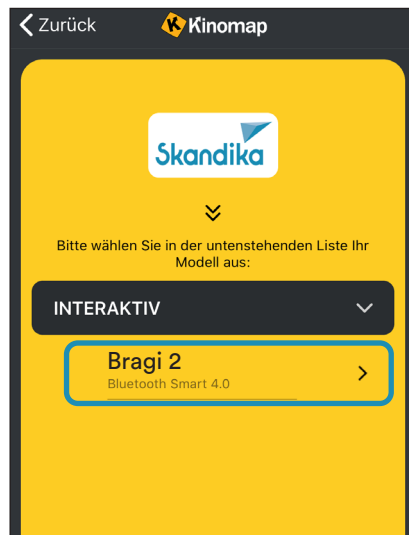 Zurück
Kinomap
Skandika
Bitte wählen Sie in der untenstehenden Liste Ihr
Modell aus:
INTERAKTIV
Bragi 2
Bluetooth Smart 4.0